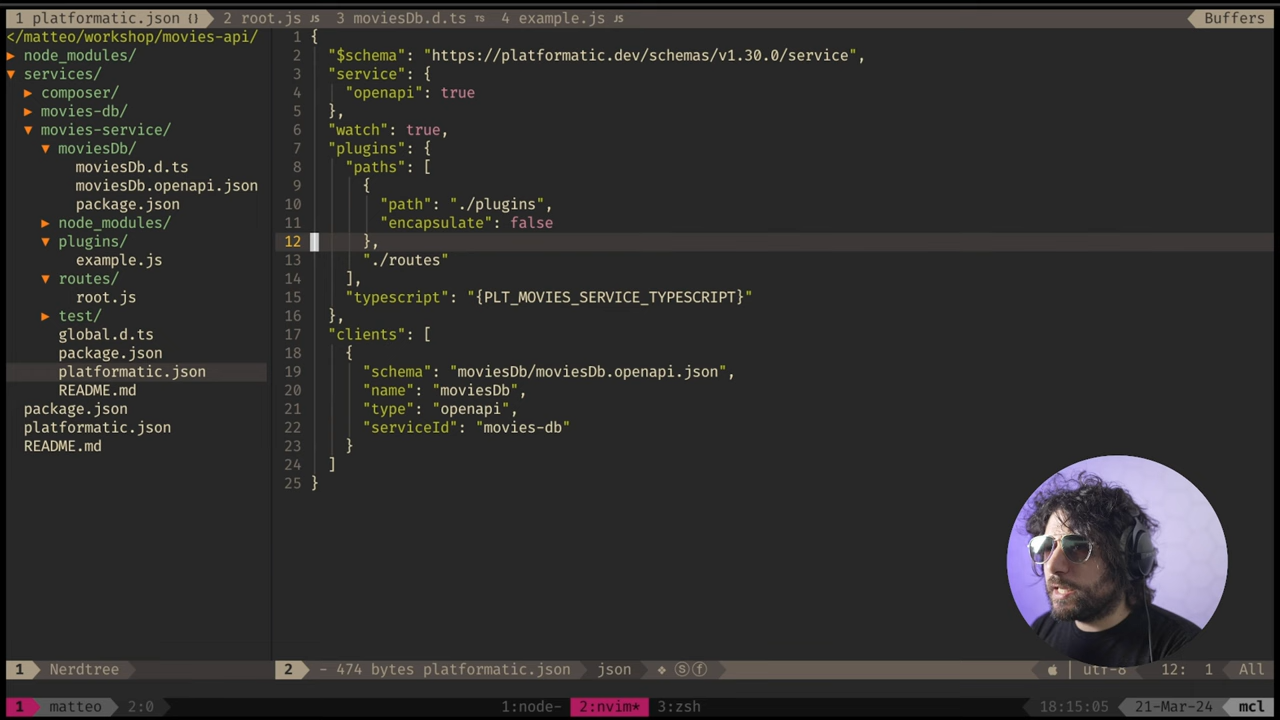 1 platformatic.json {} 2 root.js JS 3 moviesDb.d.ts TS 4 example.js JS Buffers
</matteo/workshop/movies-api/
▸ node_modules/
▾ services/
▸ composer/
▸ movies-db/
▾ movies-service/
▾ moviesDb/
moviesDb.d.ts
moviesDb.openapi.json
package.json
▸ node_modules/
▾ plugins/
example.js
▾ routes/
root.js
▸ test/
global.d.ts
package.json
platformatic.json
README.md
package.json
platformatic.json
README.md
1 {
2 "$schema": "https://platformatic.dev/schemas/v1.30.0/service",
3 "service": {
4 "openapi": true
5 },
6 "watch": true,
7 "plugins": {
8 "paths": [
9 {
10 "path": "./plugins",
11 "encapsulate": false
12 },
13 "./routes"
14 ],
15 "typescript": "{PLT_MOVIES_SERVICE_TYPESCRIPT}"
16 },
17 "clients": [
18 {
19 "schema": "moviesDb/moviesDb.openapi.json",
20 "name": "moviesDb",
21 "type": "openapi",
22 "serviceId": "movies-db"
23 }
24 ]
25 }
1 Nerdtree 2 - 474 bytes platformatic.json json ❖ ⓢⓕ utf-8 12: 1 All
1 matteo 2:0 1:node- 2:nvim* 3:zsh 18:15:05 21-Mar-24 mcl